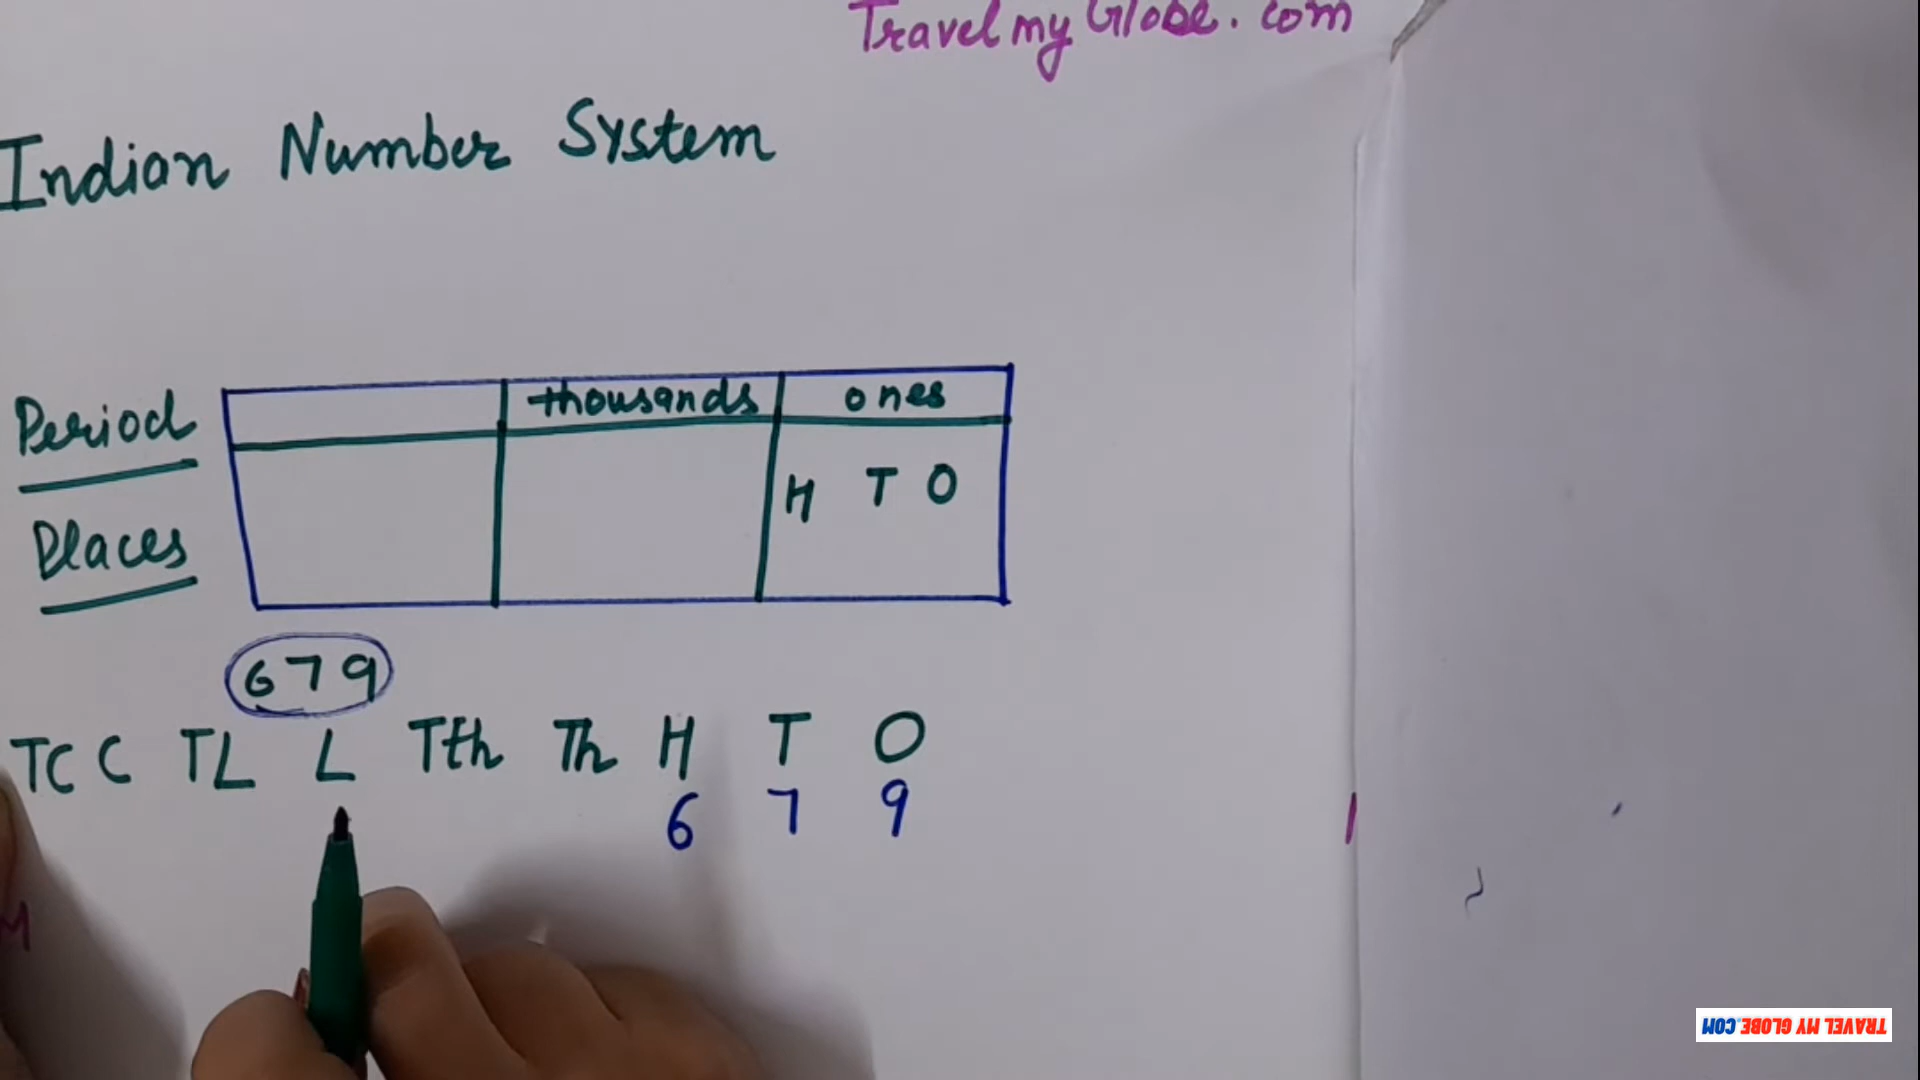 TravelmyGlobe.com
Indian Number System
Period thousands ones
Places H T O
679
TC C TL L Tth Th H T O
6 7 9
M
TRAVEL MY GLOBE.COM